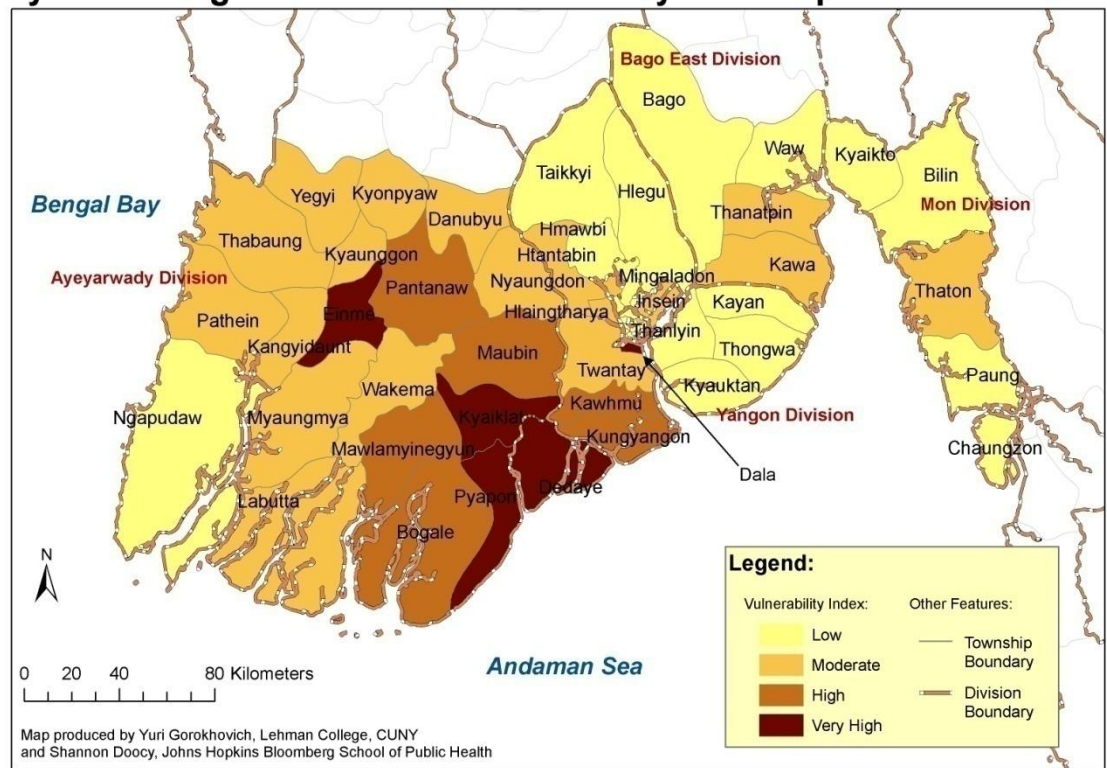 Bago East Division
Bago
Waw
Kyaikto
Bilin
Taikkyi
Hlegu
Mon Division
Yegyi
Kyonpyaw
Bengal Bay
Danubyu
Thanatpin
Hmawbi
Thabaung
Kyaunggon
Htantabin
Kawa
Ayeyarwady Division
Pantanaw
Nyaungdon
Mingaladon
Insein
Kayan
Thaton
Einme
Hlaingtharya
Pathein
Thanlyin
Kangyidaunt
Maubin
Thongwa
Twantay
Paung
Wakema
Kyauktan
Ngapudaw
Myaungmya
Kyaiklat
Kawhmu
Yangon Division
Kungyangon
Chaungzon
Mawlamyinegyun
Dala
Dedaye
Pyapon
Labutta
Bogale
N
Legend:
Vulnerability Index:
Other Features:
Low
Township
Boundary
Moderate
High
Division
Boundary
Very High
Andaman Sea
0 20 40 80 Kilometers
Map produced by Yuri Gorokhovich, Lehman College, CUNY
and Shannon Doocy, Johns Hopkins Bloomberg School of Public Health